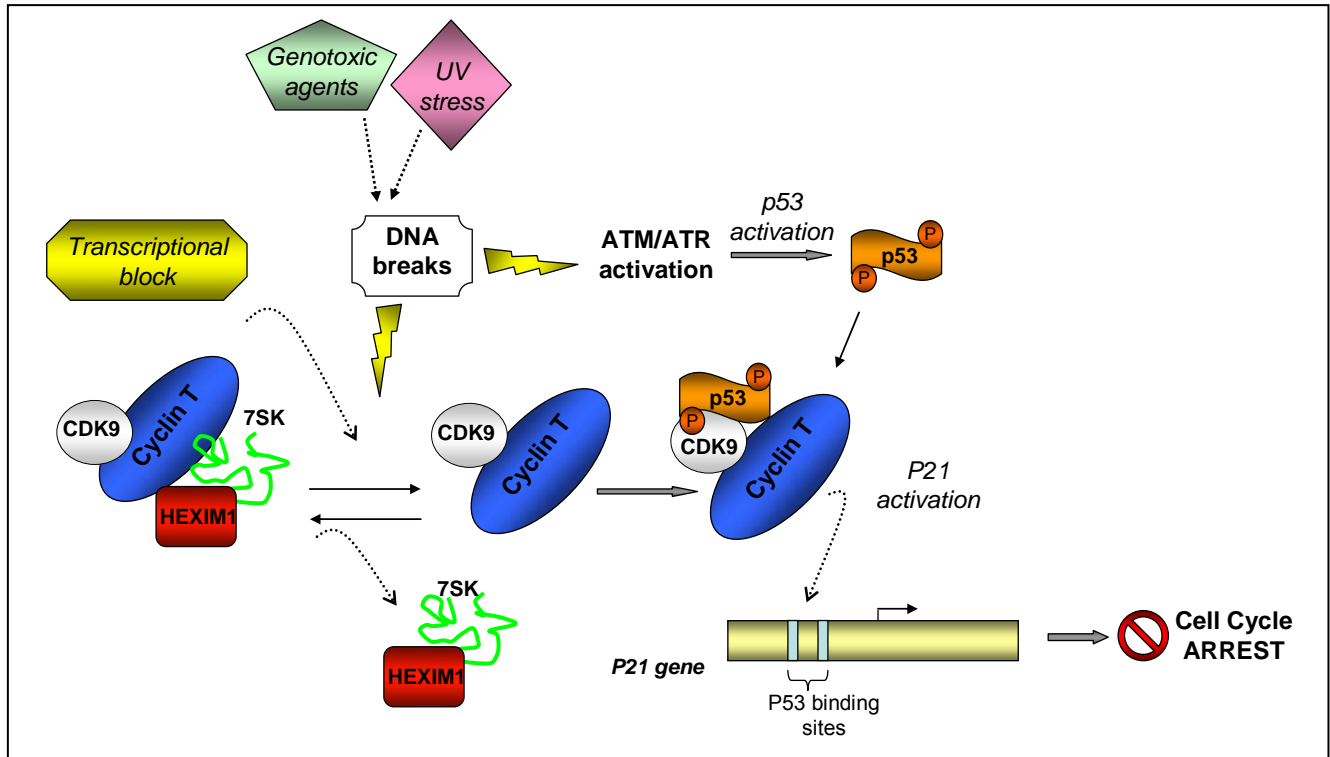 Genotoxic
agents
UV
stress
Transcriptional
block
DNA
breaks
ATM/ATR
activation
p53
activation
P
p53
P
CDK9
Cyclin T
7SK
HEXIM1
CDK9
Cyclin T
P
p53
P
CDK9
Cyclin T
P21
activation
7SK
HEXIM1
P21 gene
P53 binding
sites
Cell Cycle
ARREST